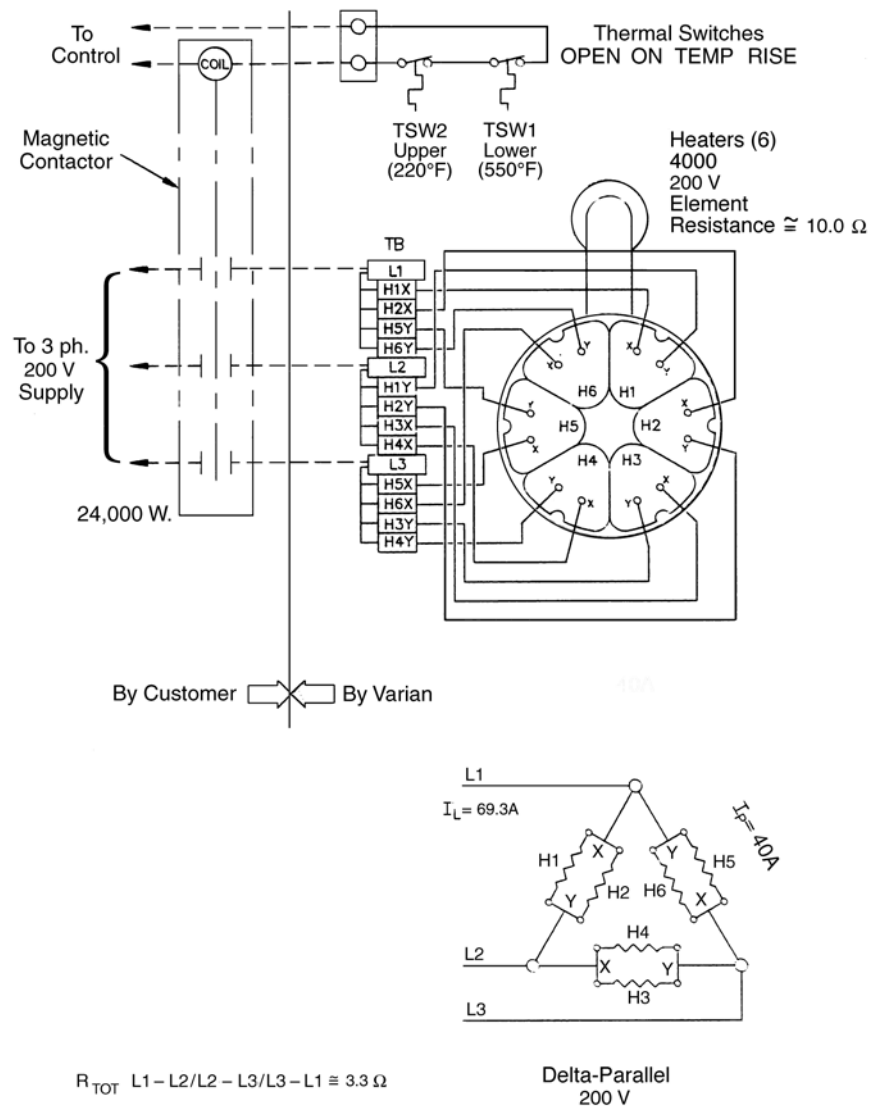 To
Control
COIL
Thermal Switches
OPEN ON TEMP RISE
Magnetic
Contactor
TSW2
Upper
(220°F)
TSW1
Lower
(550°F)
Heaters (6)
4000
200 V
Element
Resistance ≅ 10.0 Ω
TB
L1
H1X
H2X
H5Y
H6Y
L2
H1Y
H2Y
H3X
H4X
L3
H5X
H6X
H3Y
H4Y
To 3 ph.
200 V
Supply
24,000 W.
X Y
H6
X Y
H1
Y X
H5
X Y
H2
Y X
H4
Y X
H3
By Customer
By Varian
L1
I_L = 69.3A
I_p = 40A
H1
X
Y
H2
Y
H5
H6
X
L2
H4
X Y
H3
L3
R_TOT L1 – L2/L2 – L3/L3 – L1 ≅ 3.3 Ω
Delta-Parallel
200 V